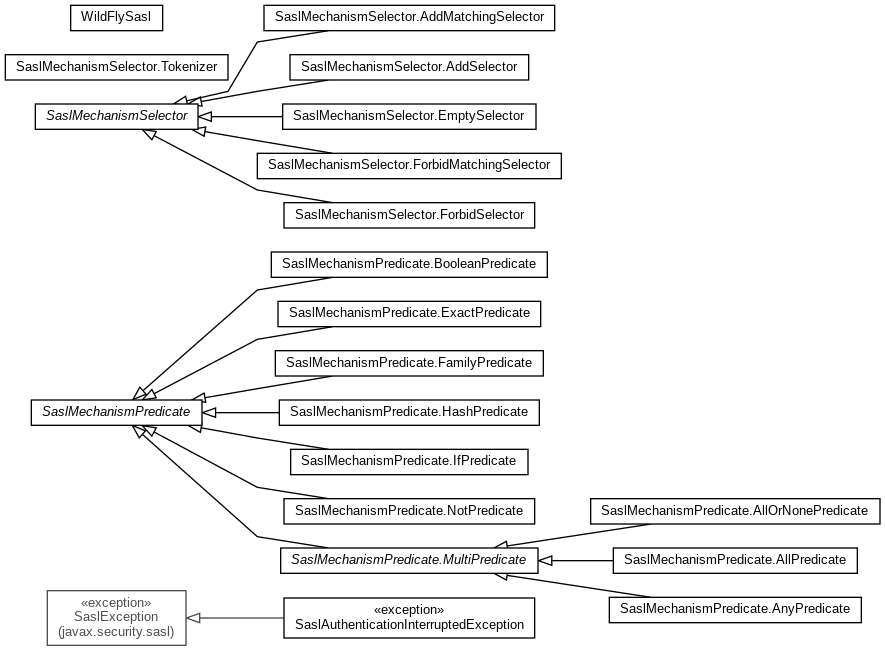 WildFlySasl
SaslMechanismSelector.AddMatchingSelector
SaslMechanismSelector.Tokenizer
SaslMechanismSelector.AddSelector
SaslMechanismSelector
SaslMechanismSelector.EmptySelector
SaslMechanismSelector.ForbidMatchingSelector
SaslMechanismSelector.ForbidSelector
SaslMechanismPredicate.BooleanPredicate
SaslMechanismPredicate.ExactPredicate
SaslMechanismPredicate.FamilyPredicate
SaslMechanismPredicate
SaslMechanismPredicate.HashPredicate
SaslMechanismPredicate.IfPredicate
SaslMechanismPredicate.NotPredicate
SaslMechanismPredicate.AllOrNonePredicate
SaslMechanismPredicate.MultiPredicate
SaslMechanismPredicate.AllPredicate
SaslMechanismPredicate.AnyPredicate
«exception»
SaslException
(javax.security.sasl)
«exception»
SaslAuthenticationInterruptedException